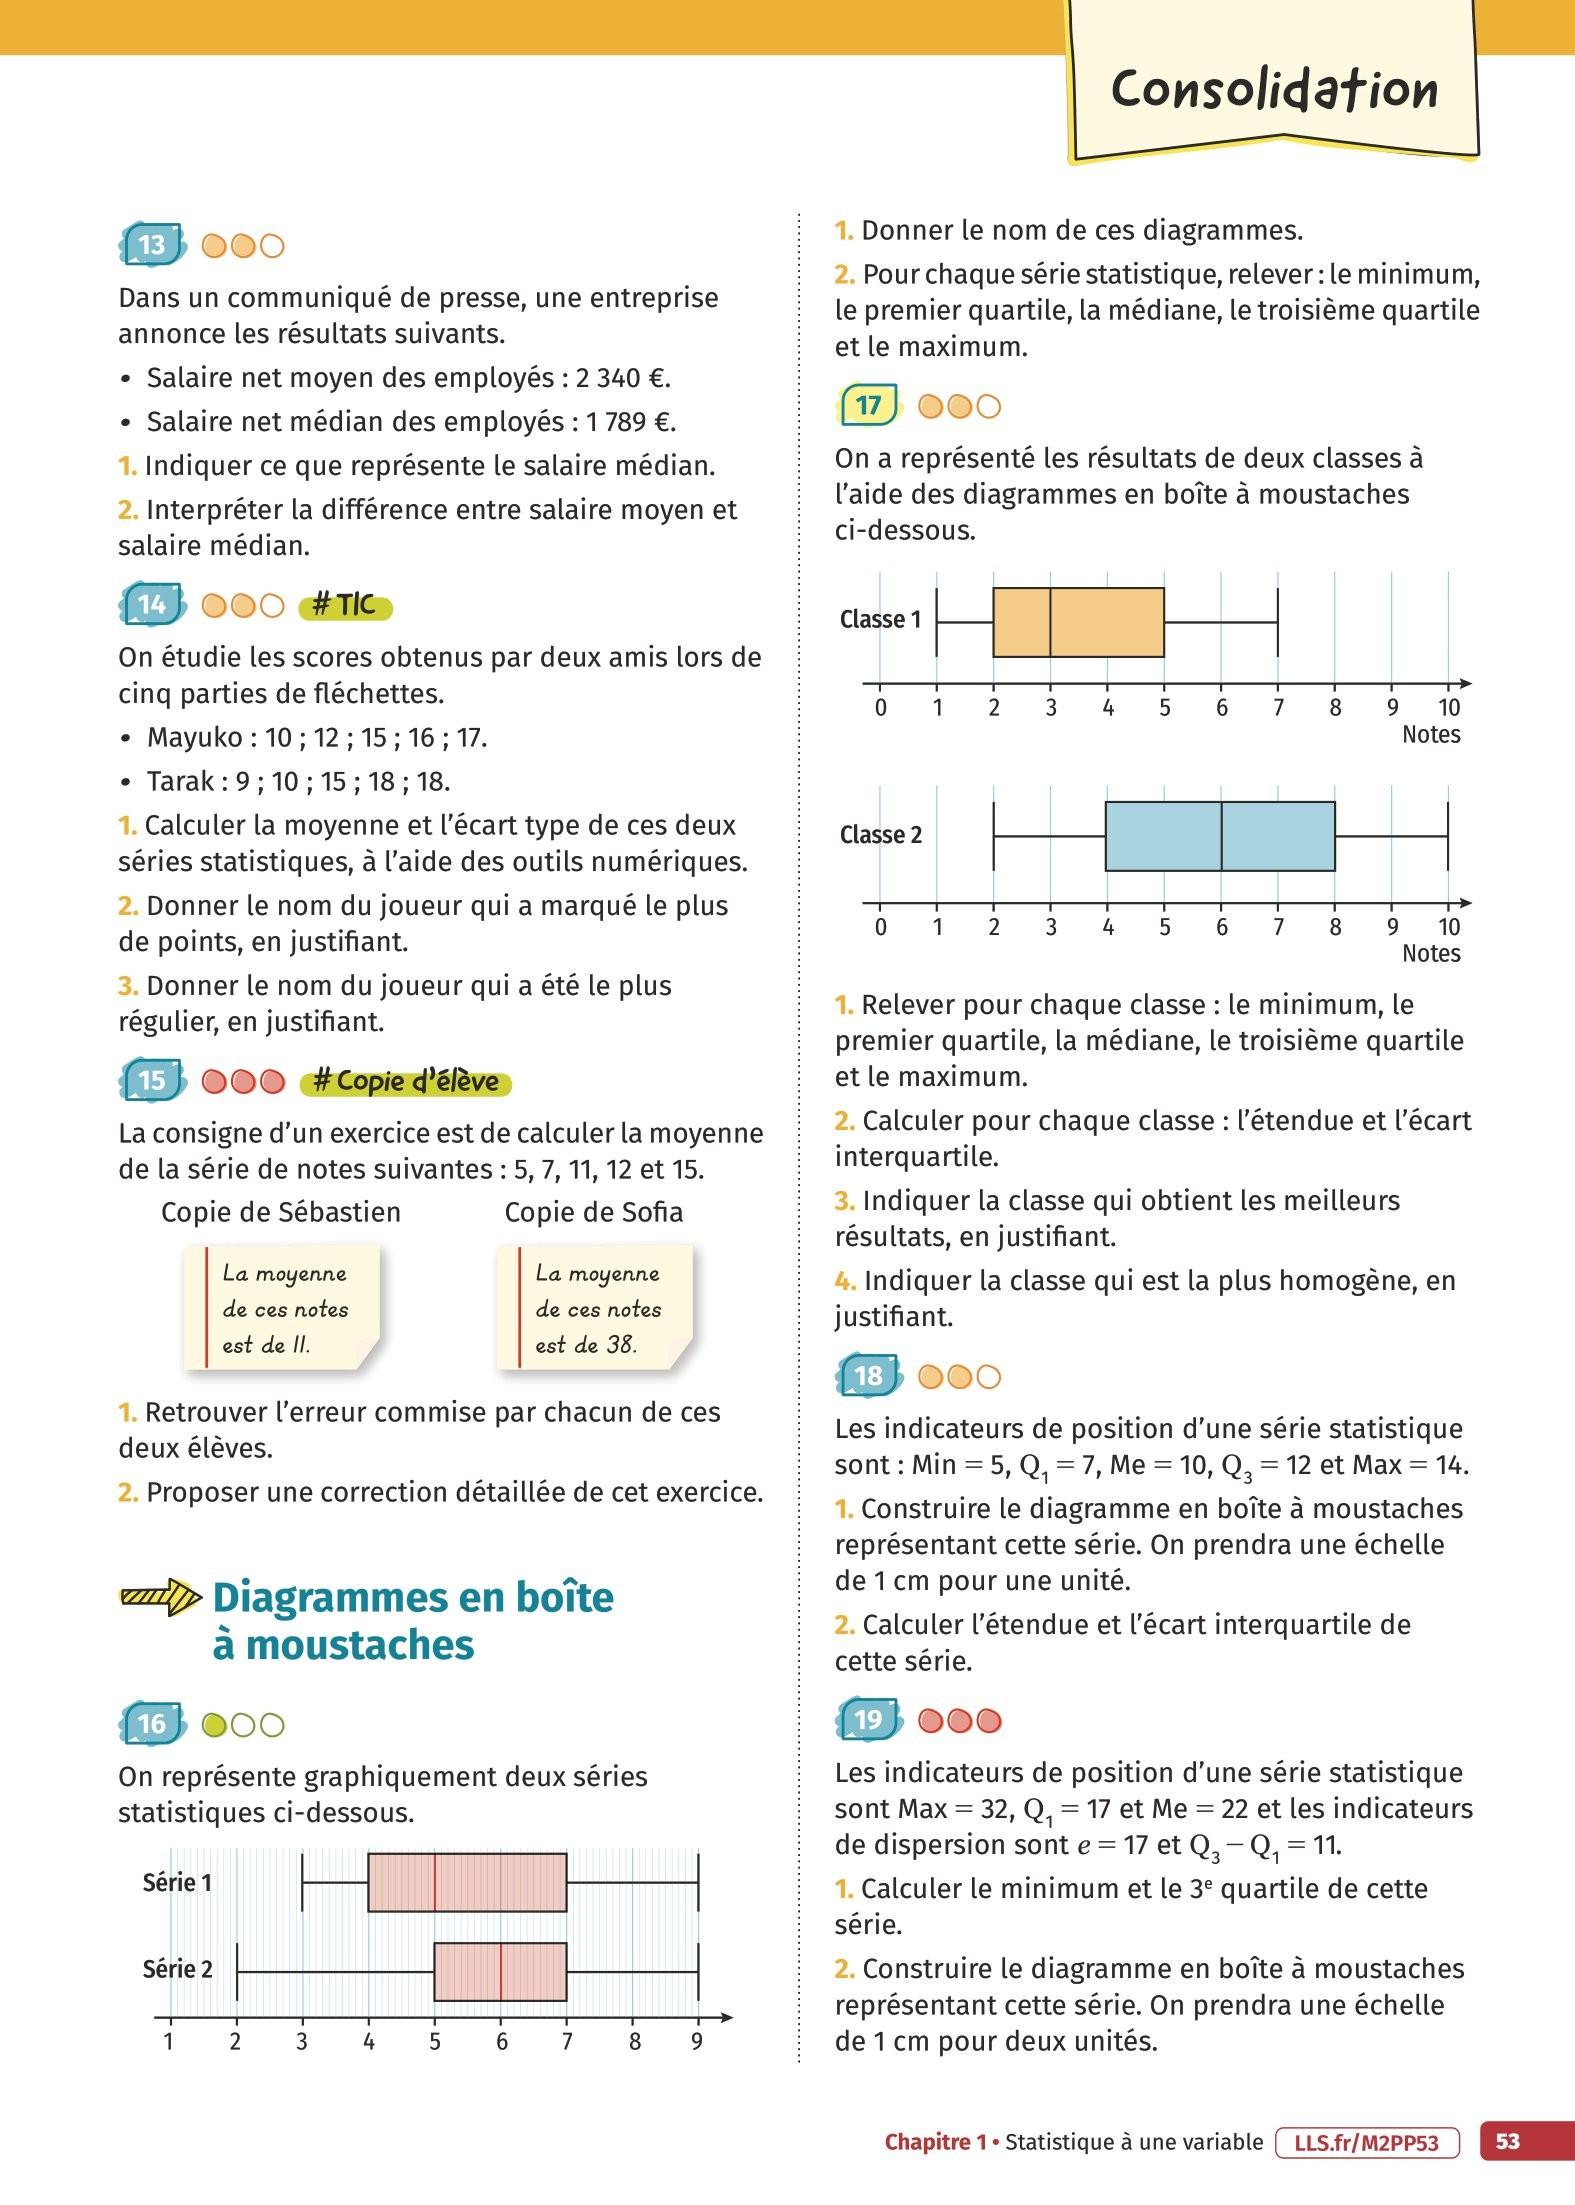 Consolidation
13
Dans un communiqué de presse, une entreprise
annonce les résultats suivants.
• Salaire net moyen des employés : 2 340 €.
• Salaire net médian des employés : 1 789 €.
1. Indiquer ce que représente le salaire médian.
2. Interpréter la différence entre salaire moyen et
salaire médian.
14 # TIC
On étudie les scores obtenus par deux amis lors de
cinq parties de fléchettes.
• Mayuko : 10 ; 12 ; 15 ; 16 ; 17.
• Tarak : 9 ; 10 ; 15 ; 18 ; 18.
1. Calculer la moyenne et l’écart type de ces deux
séries statistiques, à l’aide des outils numériques.
2. Donner le nom du joueur qui a marqué le plus
de points, en justifiant.
3. Donner le nom du joueur qui a été le plus
régulier, en justifiant.
15 # Copie d’élève
La consigne d’un exercice est de calculer la moyenne
de la série de notes suivantes : 5, 7, 11, 12 et 15.
Copie de Sébastien
La moyenne
de ces notes
est de 11.
Copie de Sofia
La moyenne
de ces notes
est de 38.
1. Retrouver l’erreur commise par chacun de ces
deux élèves.
2. Proposer une correction détaillée de cet exercice.
Diagrammes en boîte
à moustaches
16
On représente graphiquement deux séries
statistiques ci-dessous.
Série 1
Série 2
1 2 3 4 5 6 7 8 9
1. Donner le nom de ces diagrammes.
2. Pour chaque série statistique, relever : le minimum,
le premier quartile, la médiane, le troisième quartile
et le maximum.
17
On a représenté les résultats de deux classes à
l’aide des diagrammes en boîte à moustaches
ci-dessous.
Classe 1
0 1 2 3 4 5 6 7 8 9 10
Notes
Classe 2
0 1 2 3 4 5 6 7 8 9 10
Notes
1. Relever pour chaque classe : le minimum, le
premier quartile, la médiane, le troisième quartile
et le maximum.
2. Calculer pour chaque classe : l’étendue et l’écart
interquartile.
3. Indiquer la classe qui obtient les meilleurs
résultats, en justifiant.
4. Indiquer la classe qui est la plus homogène, en
justifiant.
18
Les indicateurs de position d’une série statistique
sont : Min = 5, Q₁ = 7, Me = 10, Q₃ = 12 et Max = 14.
1. Construire le diagramme en boîte à moustaches
représentant cette série. On prendra une échelle
de 1 cm pour une unité.
2. Calculer l’étendue et l’écart interquartile de
cette série.
19
Les indicateurs de position d’une série statistique
sont Max = 32, Q₁ = 17 et Me = 22 et les indicateurs
de dispersion sont e = 17 et Q₃ − Q₁ = 11.
1. Calculer le minimum et le 3ᵉ quartile de cette
série.
2. Construire le diagramme en boîte à moustaches
représentant cette série. On prendra une échelle
de 1 cm pour deux unités.
Chapitre 1 • Statistique à une variable LLS.fr/M2PP53 53